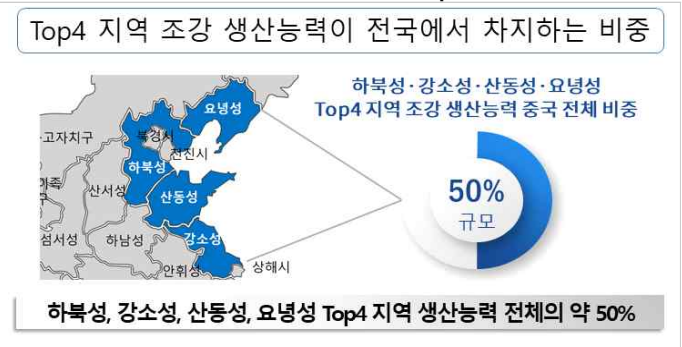 Top4 지역 조강 생산능력이 전국에서 차지하는 비중
하북성·강소성·산동성·요녕성
Top4 지역 조강 생산능력 중국 전체 비중
요녕성
고자치구
북경시
천진시
하북성
산서성
산동성
50%
규모
섬서성
하남성
강소성
안휘성
상해시
하북성, 강소성, 산동성, 요녕성 Top4 지역 생산능력 전체의 약 50%